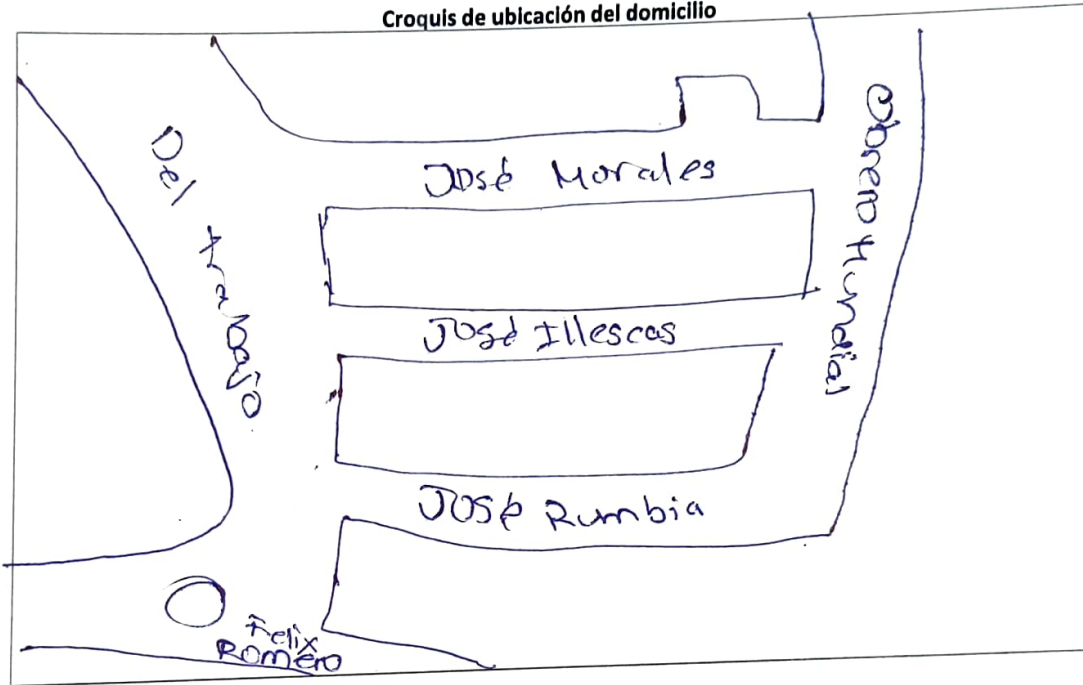 Croquis de ubicación del domicilio
Del trabajo
José Morales
Obrero Mundial
José Illescas
José Rumbia
Felix
Romero